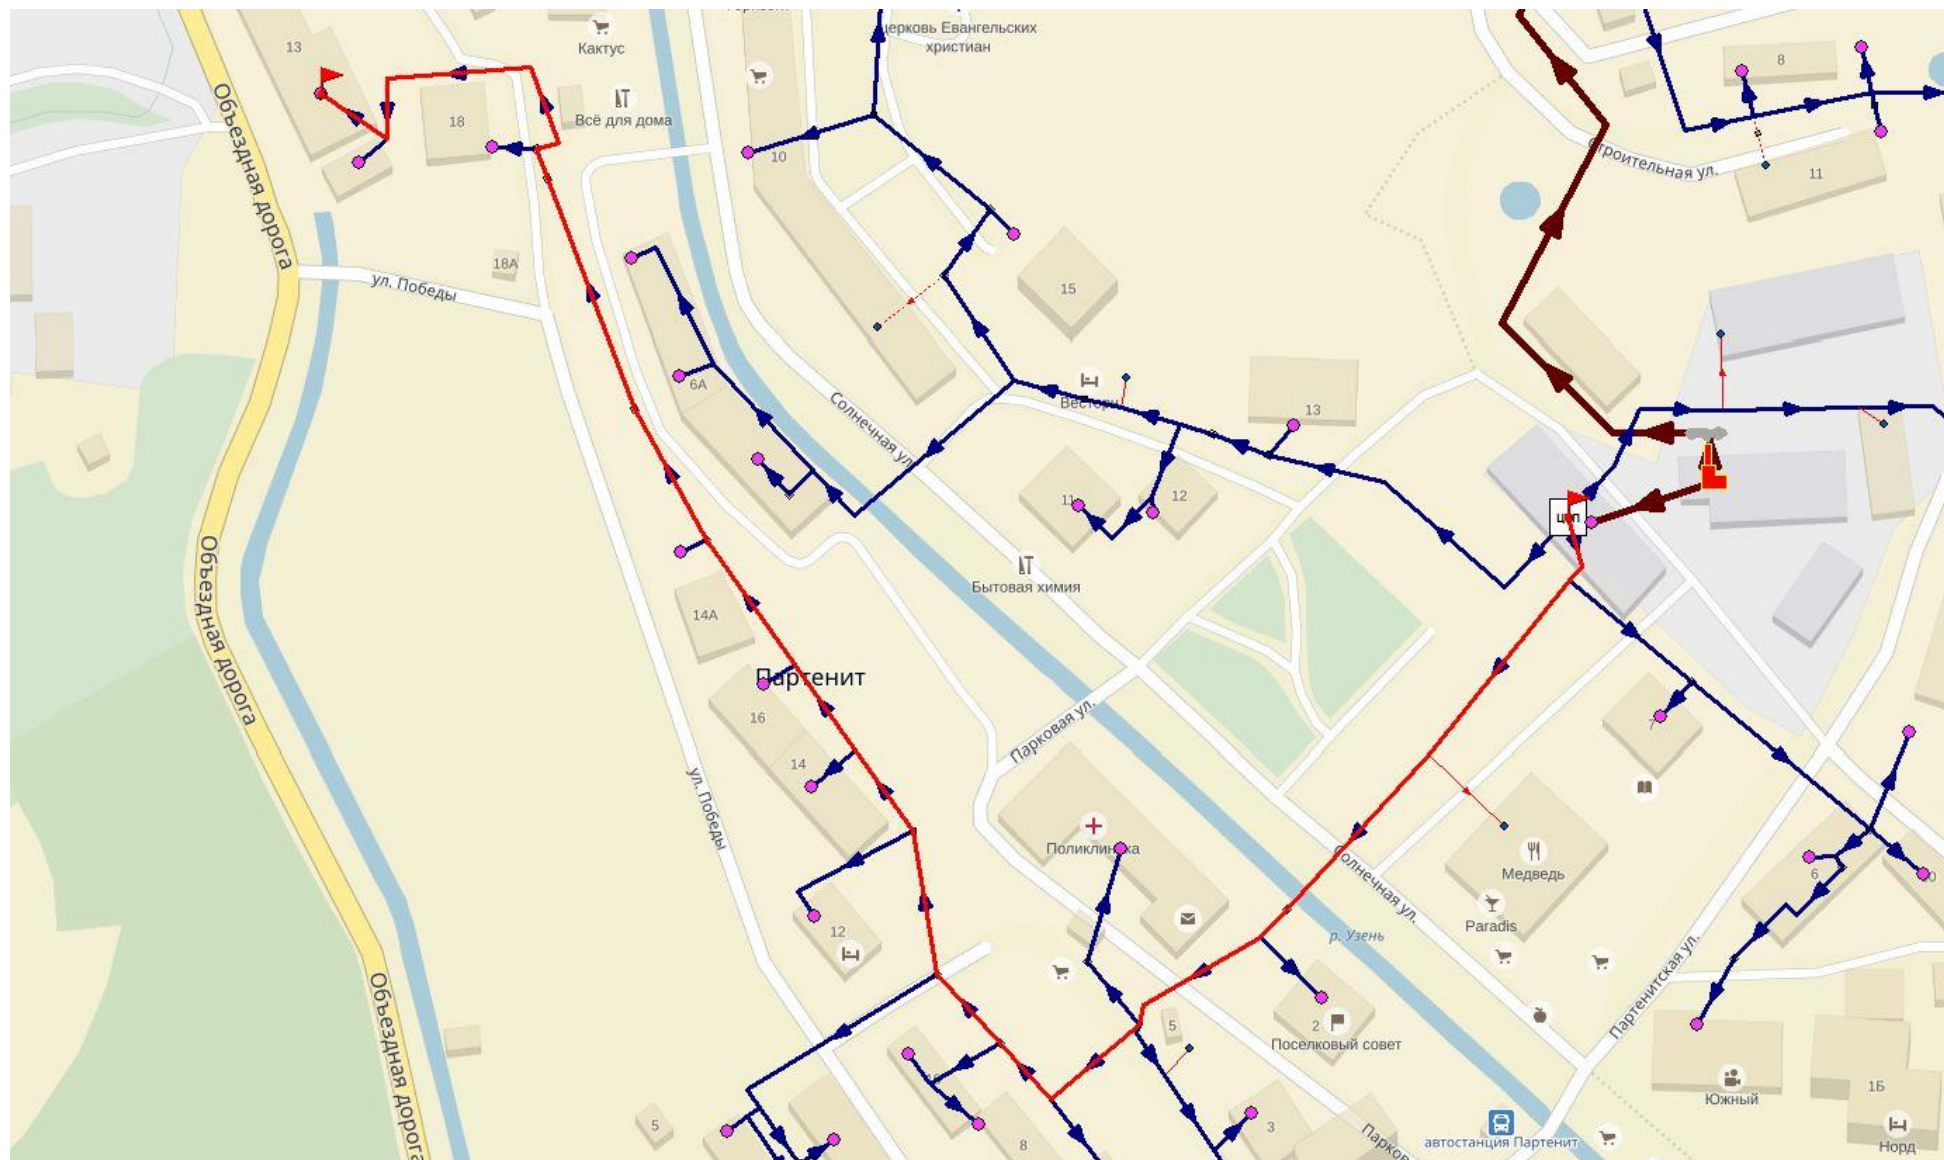 13
Кактус
церковь Евангельских
христиан
8
Объездная дорога
18
Всё для дома
10
Строительная ул.
11
18А
ул. Победы
15
6А
Солнечная ул.
Вестерн
13
11
12
ЦТП
Бытовая химия
14А
Партенит
16
14
Парковая ул.
7
Объездная дорога
ул. Победы
Поликлиника
Солнечная ул.
Медведь
6
Paradis
12
р. Узень
5
2
Поселковый совет
Партенитская ул.
Объездная дорога
Южный
1Б
5
8
3
автостанция Партенит
Норд